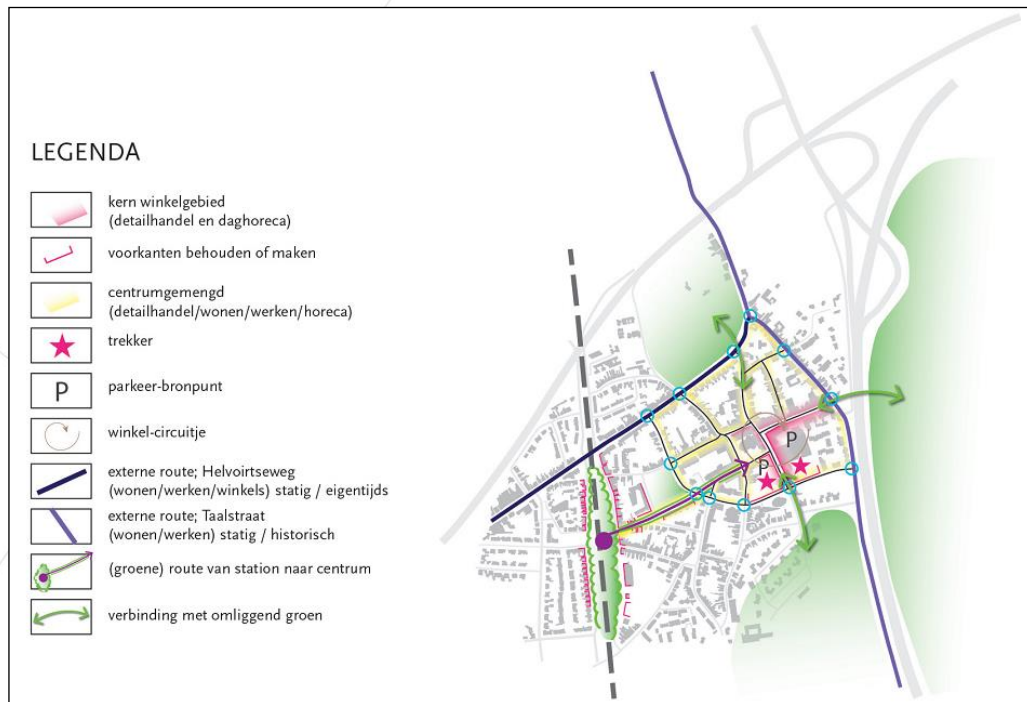 LEGENDA
kern winkelgebied
(detailhandel en daghoreca)
voorkanten behouden of maken
centrumgemengd
(detailhandel/wonen/werken/horeca)
trekker
P
parkeer-bronpunt
winkel-circuitje
externe route; Helvoirtseweg
(wonen/werken/winkels) statig / eigentijds
externe route; Taalstraat
(wonen/werken) statig / historisch
(groene) route van station naar centrum
verbinding met omliggend groen
P
P